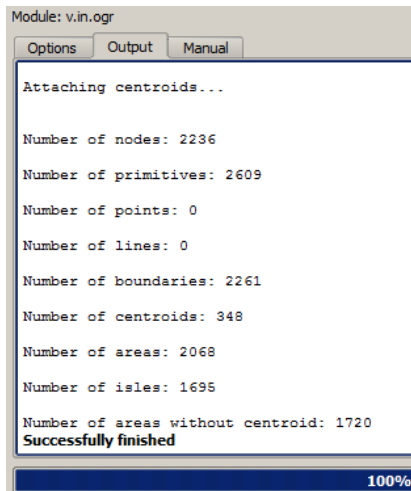 Module: v.in.ogr
Options Output Manual
Attaching centroids...
Number of nodes: 2236
Number of primitives: 2609
Number of points: 0
Number of lines: 0
Number of boundaries: 2261
Number of centroids: 348
Number of areas: 2068
Number of isles: 1695
Number of areas without centroid: 1720
Successfully finished
100%